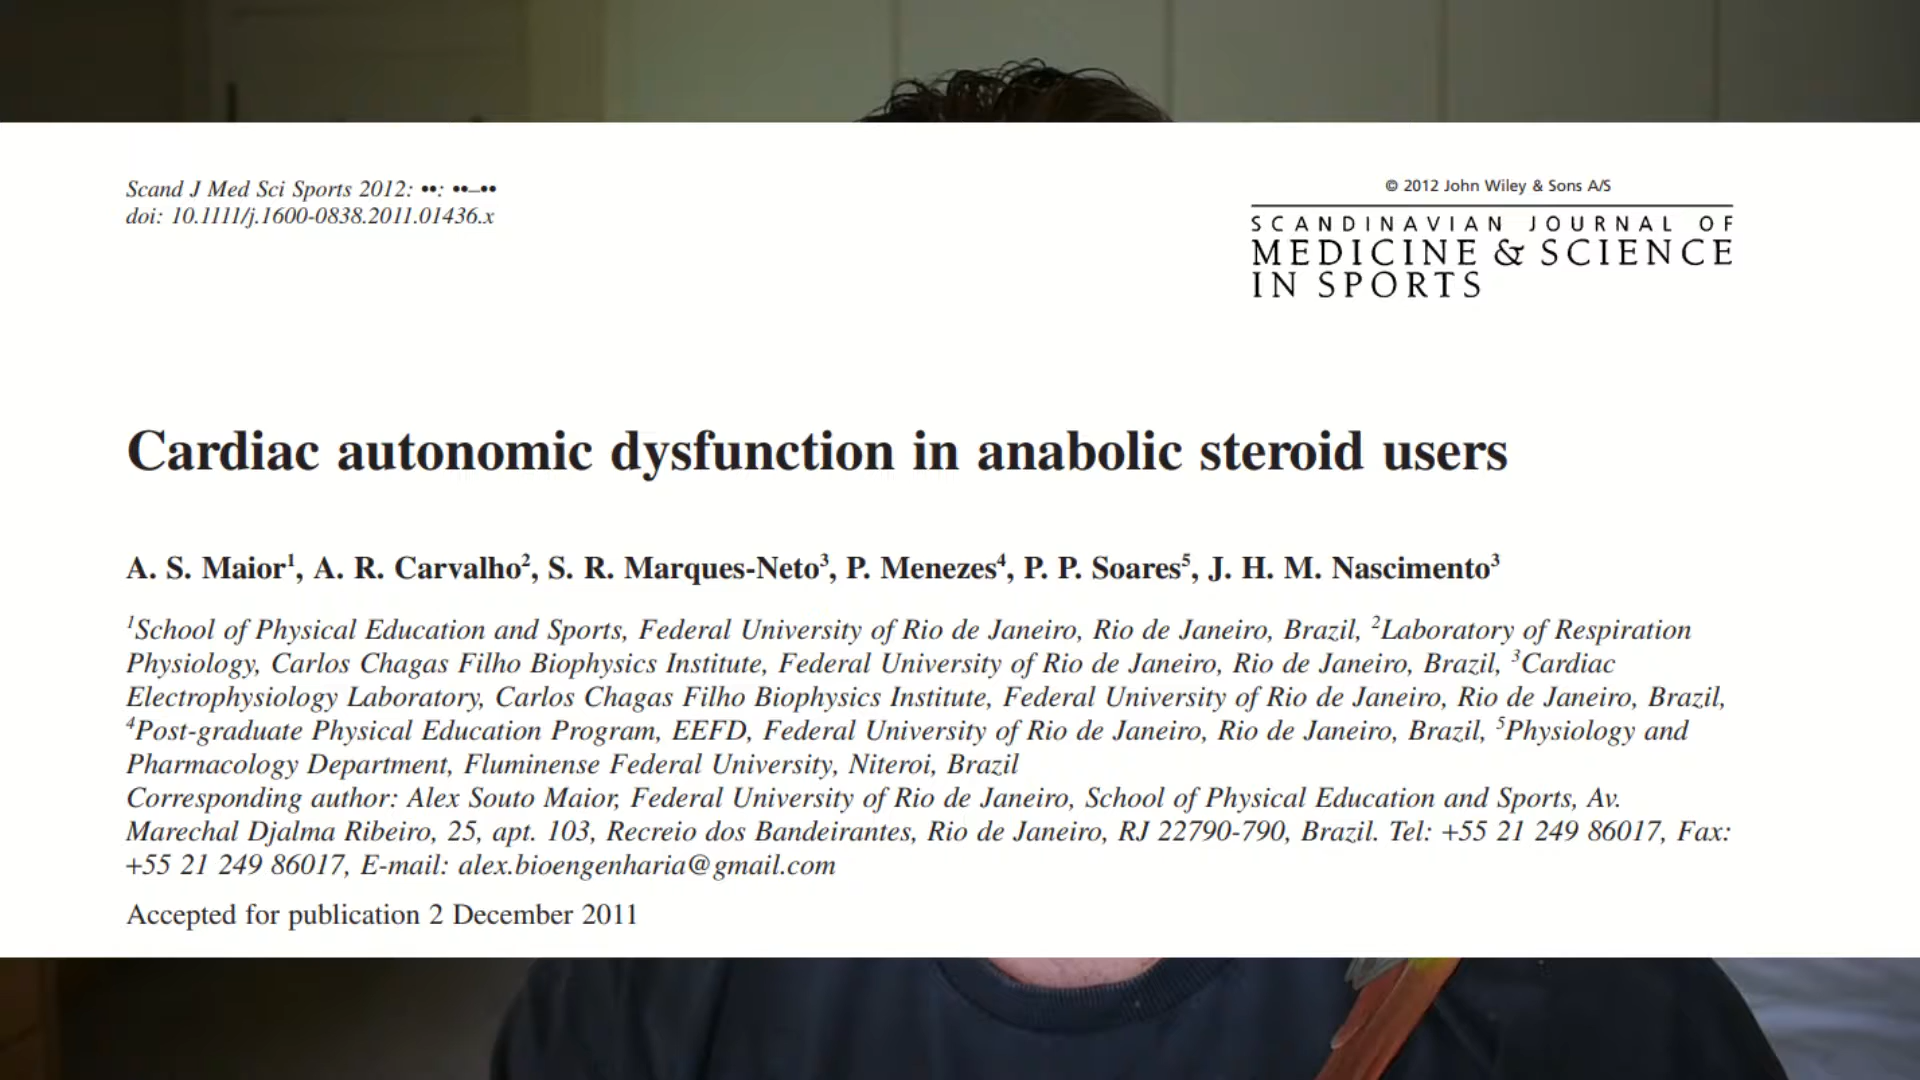 Scand J Med Sci Sports 2012: ••: ••–••
doi: 10.1111/j.1600-0838.2011.01436.x
© 2012 John Wiley & Sons A/S
SCANDINAVIAN JOURNAL OF
MEDICINE & SCIENCE
IN SPORTS
Cardiac autonomic dysfunction in anabolic steroid users
A. S. Maior¹, A. R. Carvalho², S. R. Marques-Neto³, P. Menezes⁴, P. P. Soares⁵, J. H. M. Nascimento³
¹School of Physical Education and Sports, Federal University of Rio de Janeiro, Rio de Janeiro, Brazil, ²Laboratory of Respiration
Physiology, Carlos Chagas Filho Biophysics Institute, Federal University of Rio de Janeiro, Rio de Janeiro, Brazil, ³Cardiac
Electrophysiology Laboratory, Carlos Chagas Filho Biophysics Institute, Federal University of Rio de Janeiro, Rio de Janeiro, Brazil,
⁴Post-graduate Physical Education Program, EEFD, Federal University of Rio de Janeiro, Rio de Janeiro, Brazil, ⁵Physiology and
Pharmacology Department, Fluminense Federal University, Niteroi, Brazil
Corresponding author: Alex Souto Maior, Federal University of Rio de Janeiro, School of Physical Education and Sports, Av.
Marechal Djalma Ribeiro, 25, apt. 103, Recreio dos Bandeirantes, Rio de Janeiro, RJ 22790-790, Brazil. Tel: +55 21 249 86017, Fax:
+55 21 249 86017, E-mail: alex.bioengenharia@gmail.com
Accepted for publication 2 December 2011